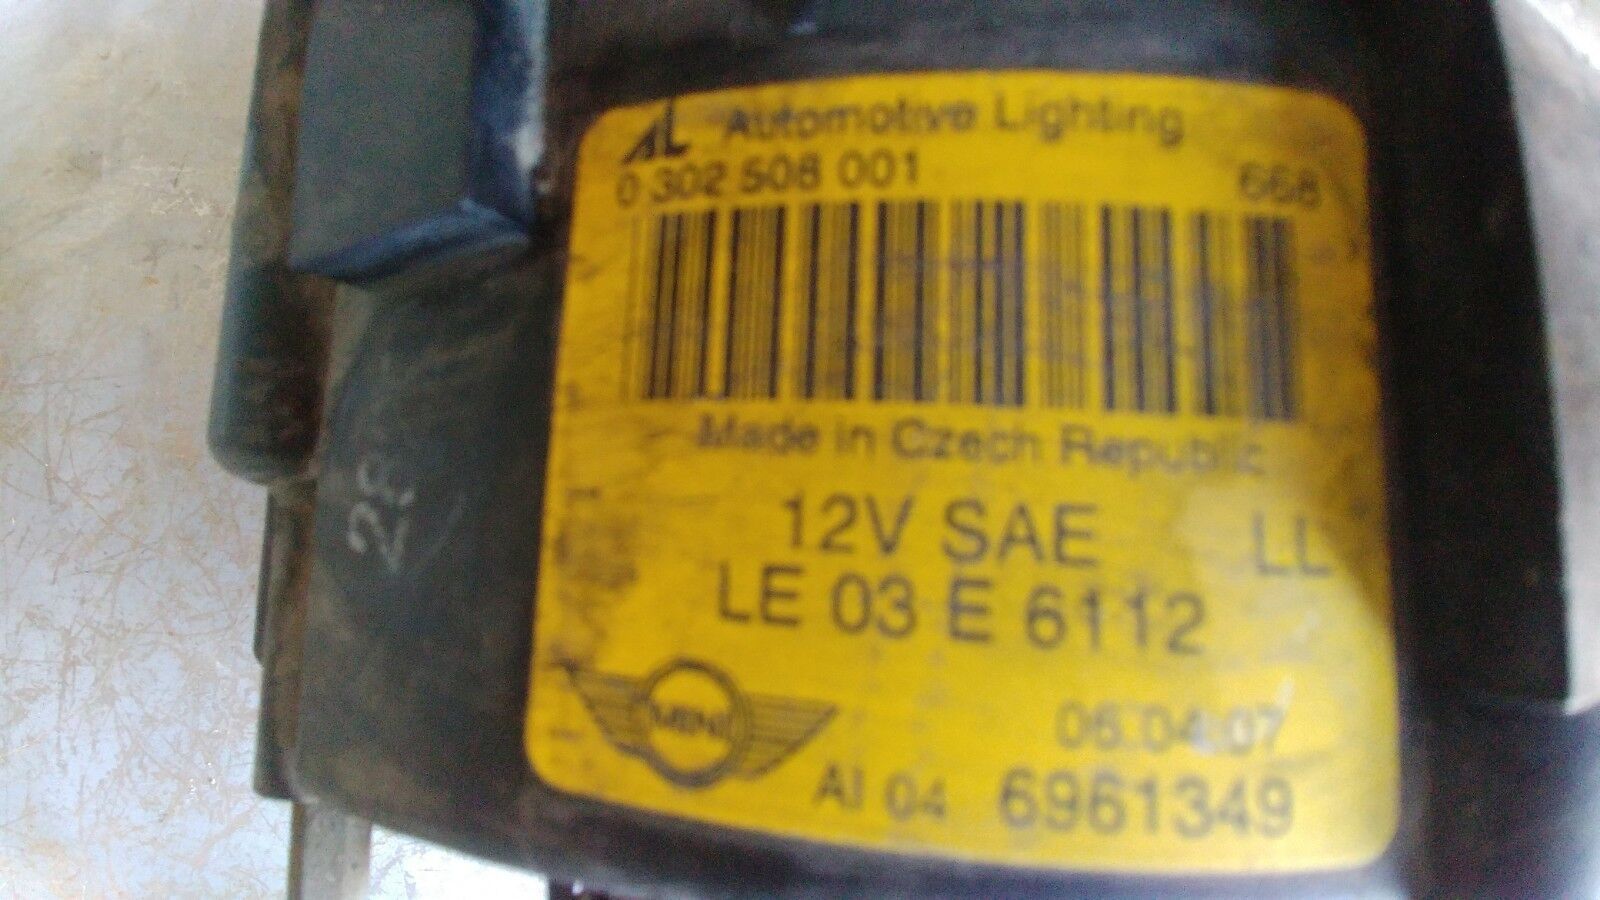 AL Automotive Lighting
0 302 508 001 668
Made in Czech Republic
12V SAE LL
LE 03 E 6112
MINI
06.04.07
AI 04 6961349